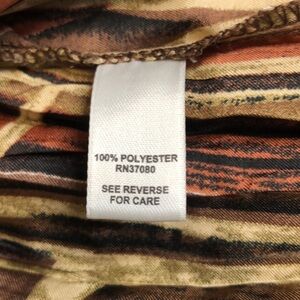 100% POLYESTER
RN37080
SEE REVERSE
FOR CARE